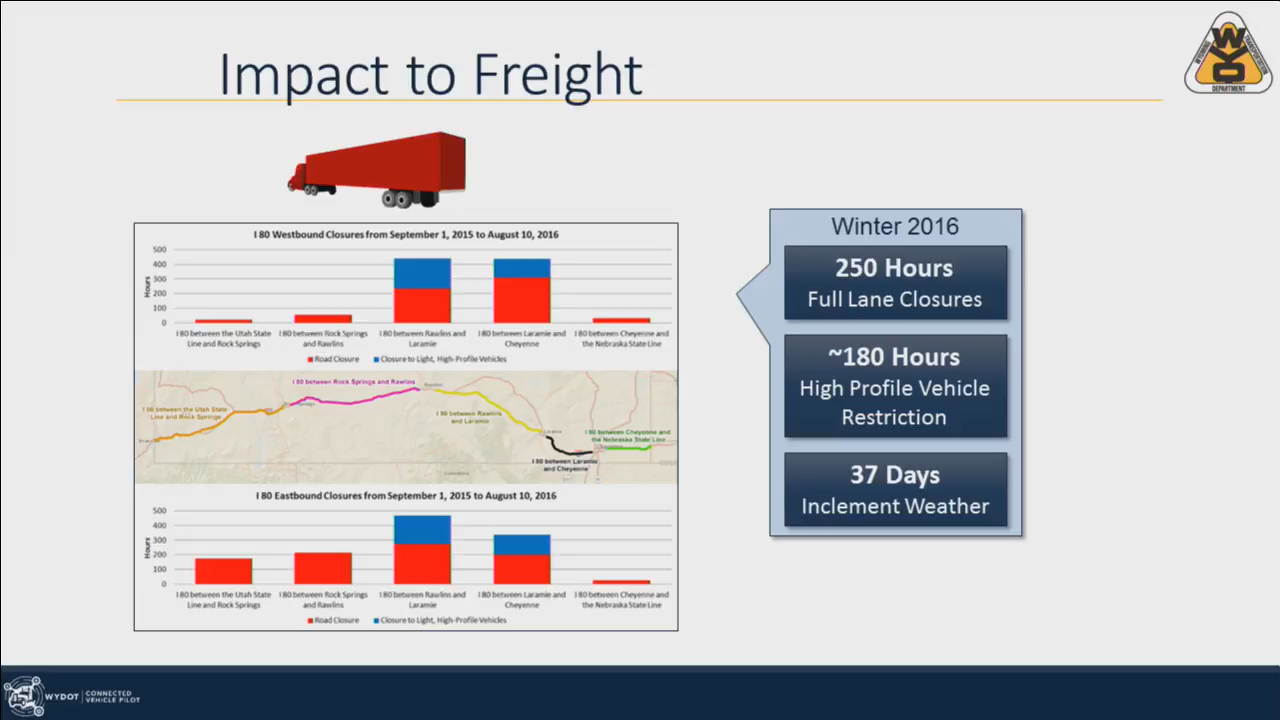 Impact to Freight
WYOMING
TRANSPORTATION
WYO
DEPARTMENT
I 80 Westbound Closures from September 1, 2015 to August 10, 2016
Hours
500
400
300
200
100
0
I 80 between the Utah State
Line and Rock Springs
I 80 between Rock Springs
and Rawlins
I 80 between Rawlins and
Laramie
I 80 between Laramie and
Cheyenne
I 80 between Cheyenne and
the Nebraska State Line
Road Closure
Closure to Light, High-Profile Vehicles
I 80 between the Utah State
Line and Rock Springs
I 80 between Rock Springs and Rawlins
I 80 between Rawlins
and Laramie
I 80 between Laramie
and Cheyenne
I 80 between Cheyenne and
the Nebraska State Line
I 80 Eastbound Closures from September 1, 2015 to August 10, 2016
Hours
500
400
300
200
100
0
I 80 between the Utah State
Line and Rock Springs
I 80 between Rock Springs
and Rawlins
I 80 between Rawlins and
Laramie
I 80 between Laramie and
Cheyenne
I 80 between Cheyenne and
the Nebraska State Line
Road Closure
Closure to Light, High-Profile Vehicles
Winter 2016
250 Hours
Full Lane Closures
~180 Hours
High Profile Vehicle
Restriction
37 Days
Inclement Weather
WYDOT
CONNECTED
VEHICLE PILOT